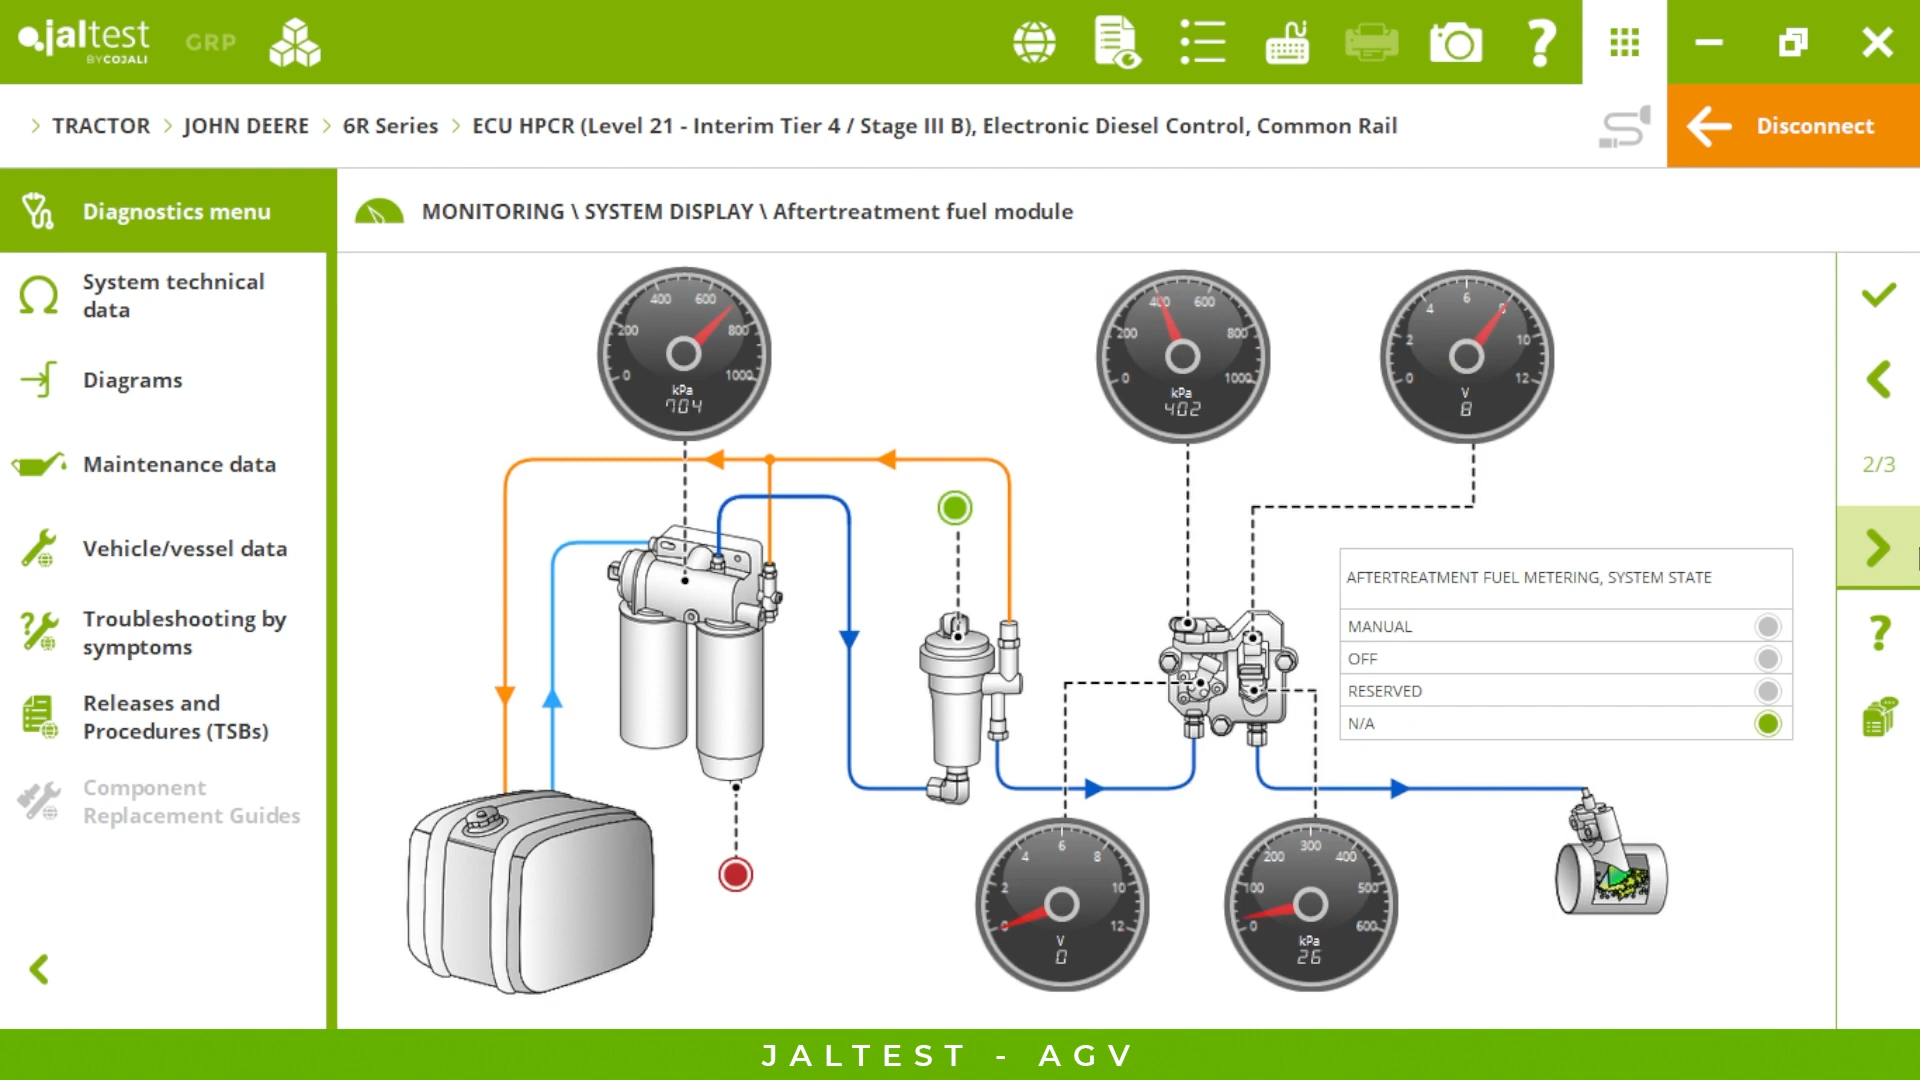 jaltest
BY COJALI
GRP
TRACTOR > JOHN DEERE > 6R Series > ECU HPCR (Level 21 - Interim Tier 4 / Stage III B), Electronic Diesel Control, Common Rail
Disconnect
Diagnostics menu
MONITORING \ SYSTEM DISPLAY \ Aftertreatment fuel module
System technical
data
Diagrams
Maintenance data
Vehicle/vessel data
Troubleshooting by
symptoms
Releases and
Procedures (TSBs)
Component
Replacement Guides
0 200 400 600 800 1000
kPa
704
0 200 400 600 800 1000
kPa
402
0 2 4 6 8 10 12
V
8
2/3
AFTERTREATMENT FUEL METERING, SYSTEM STATE
MANUAL
OFF
RESERVED
N/A
0 2 4 6 8 10 12
V
0
0 100 200 300 400 500 600
kPa
26
JALTEST - AGV